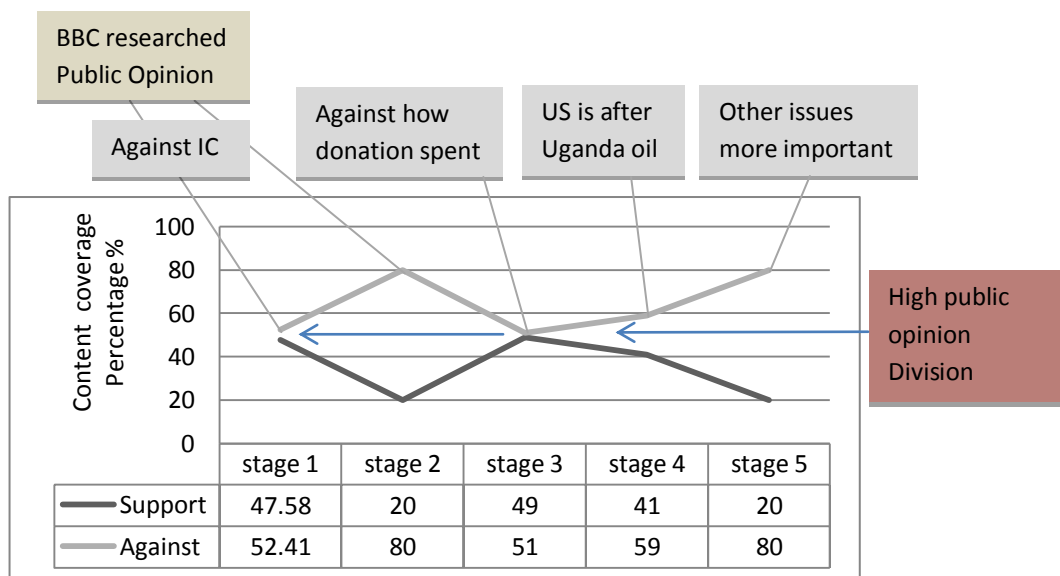 BBC researched
Public Opinion
Against IC
Against how
donation spent
US is after
Uganda oil
Other issues
more important
Content coverage
Percentage %
100
80
60
40
20
0
High public
opinion
Division
stage 1 stage 2 stage 3 stage 4 stage 5
Support 47.58 20 49 41 20
Against 52.41 80 51 59 80